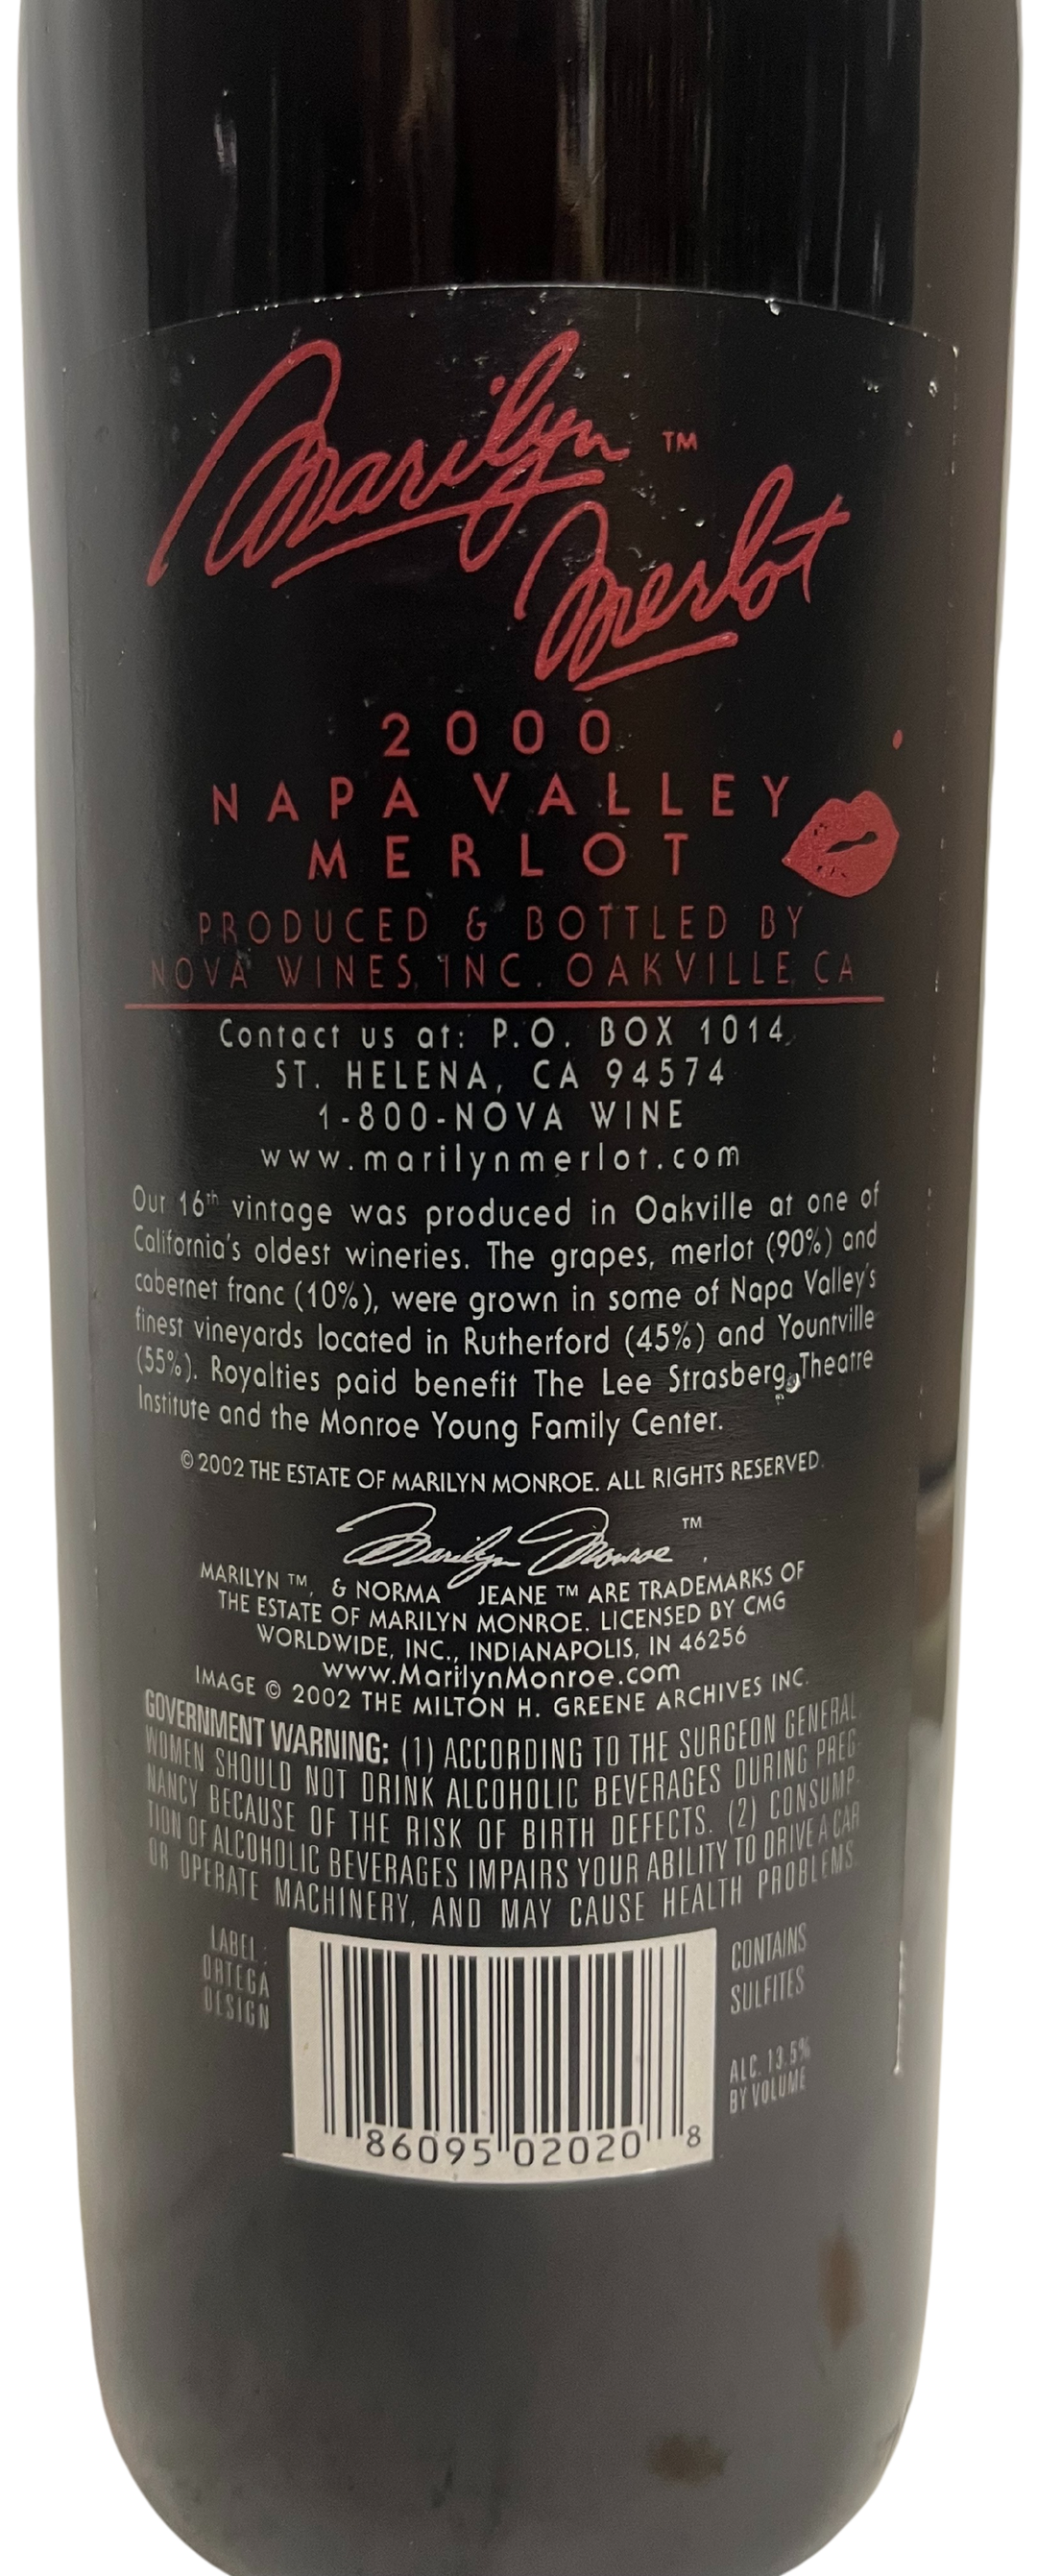 Marilyn ™
Merlot
2000
NAPA VALLEY
MERLOT
PRODUCED & BOTTLED BY
NOVA WINES, INC. OAKVILLE, CA
Contact us at: P.O. BOX 1014,
ST. HELENA, CA 94574
1-800-NOVA WINE
www.marilynmerlot.com
Our 16th vintage was produced in Oakville at one of
California's oldest wineries. The grapes, merlot (90%) and
cabernet franc (10%), were grown in some of Napa Valley's
finest vineyards located in Rutherford (45%) and Yountville
(55%). Royalties paid benefit The Lee Strasberg Theatre
Institute and the Monroe Young Family Center.
© 2002 THE ESTATE OF MARILYN MONROE. ALL RIGHTS RESERVED.
Marilyn Monroe ™
MARILYN ™, & NORMA JEANE ™ ARE TRADEMARKS OF
THE ESTATE OF MARILYN MONROE. LICENSED BY CMG
WORLDWIDE, INC., INDIANAPOLIS, IN 46256
www.MarilynMonroe.com
IMAGE © 2002 THE MILTON H. GREENE ARCHIVES INC.
GOVERNMENT WARNING: (1) ACCORDING TO THE SURGEON GENERAL,
WOMEN SHOULD NOT DRINK ALCOHOLIC BEVERAGES DURING PREG-
NANCY BECAUSE OF THE RISK OF BIRTH DEFECTS. (2) CONSUMP-
TION OF ALCOHOLIC BEVERAGES IMPAIRS YOUR ABILITY TO DRIVE A CAR
OR OPERATE MACHINERY, AND MAY CAUSE HEALTH PROBLEMS.
LABEL:
ORTEGA
DESIGN
CONTAINS
SULFITES
ALC. 13.5%
BY VOLUME
86095 02020 8